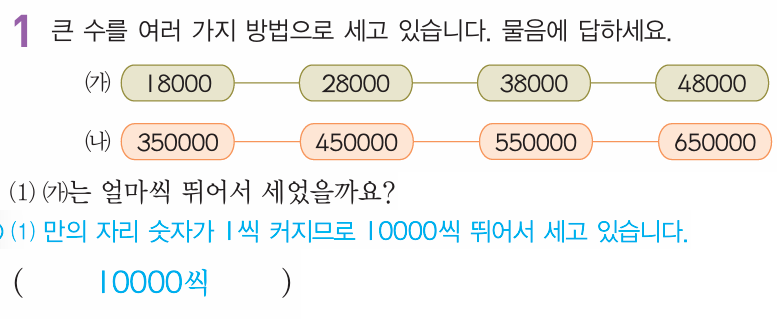 1 큰 수를 여러 가지 방법으로 세고 있습니다. 물음에 답하세요.
㈎ 18000 28000 38000 48000
㈏ 350000 450000 550000 650000
(1) ㈎는 얼마씩 뛰어서 세었을까요?
(1) 만의 자리 숫자가 1씩 커지므로 10000씩 뛰어서 세고 있습니다.
( 10000씩 )